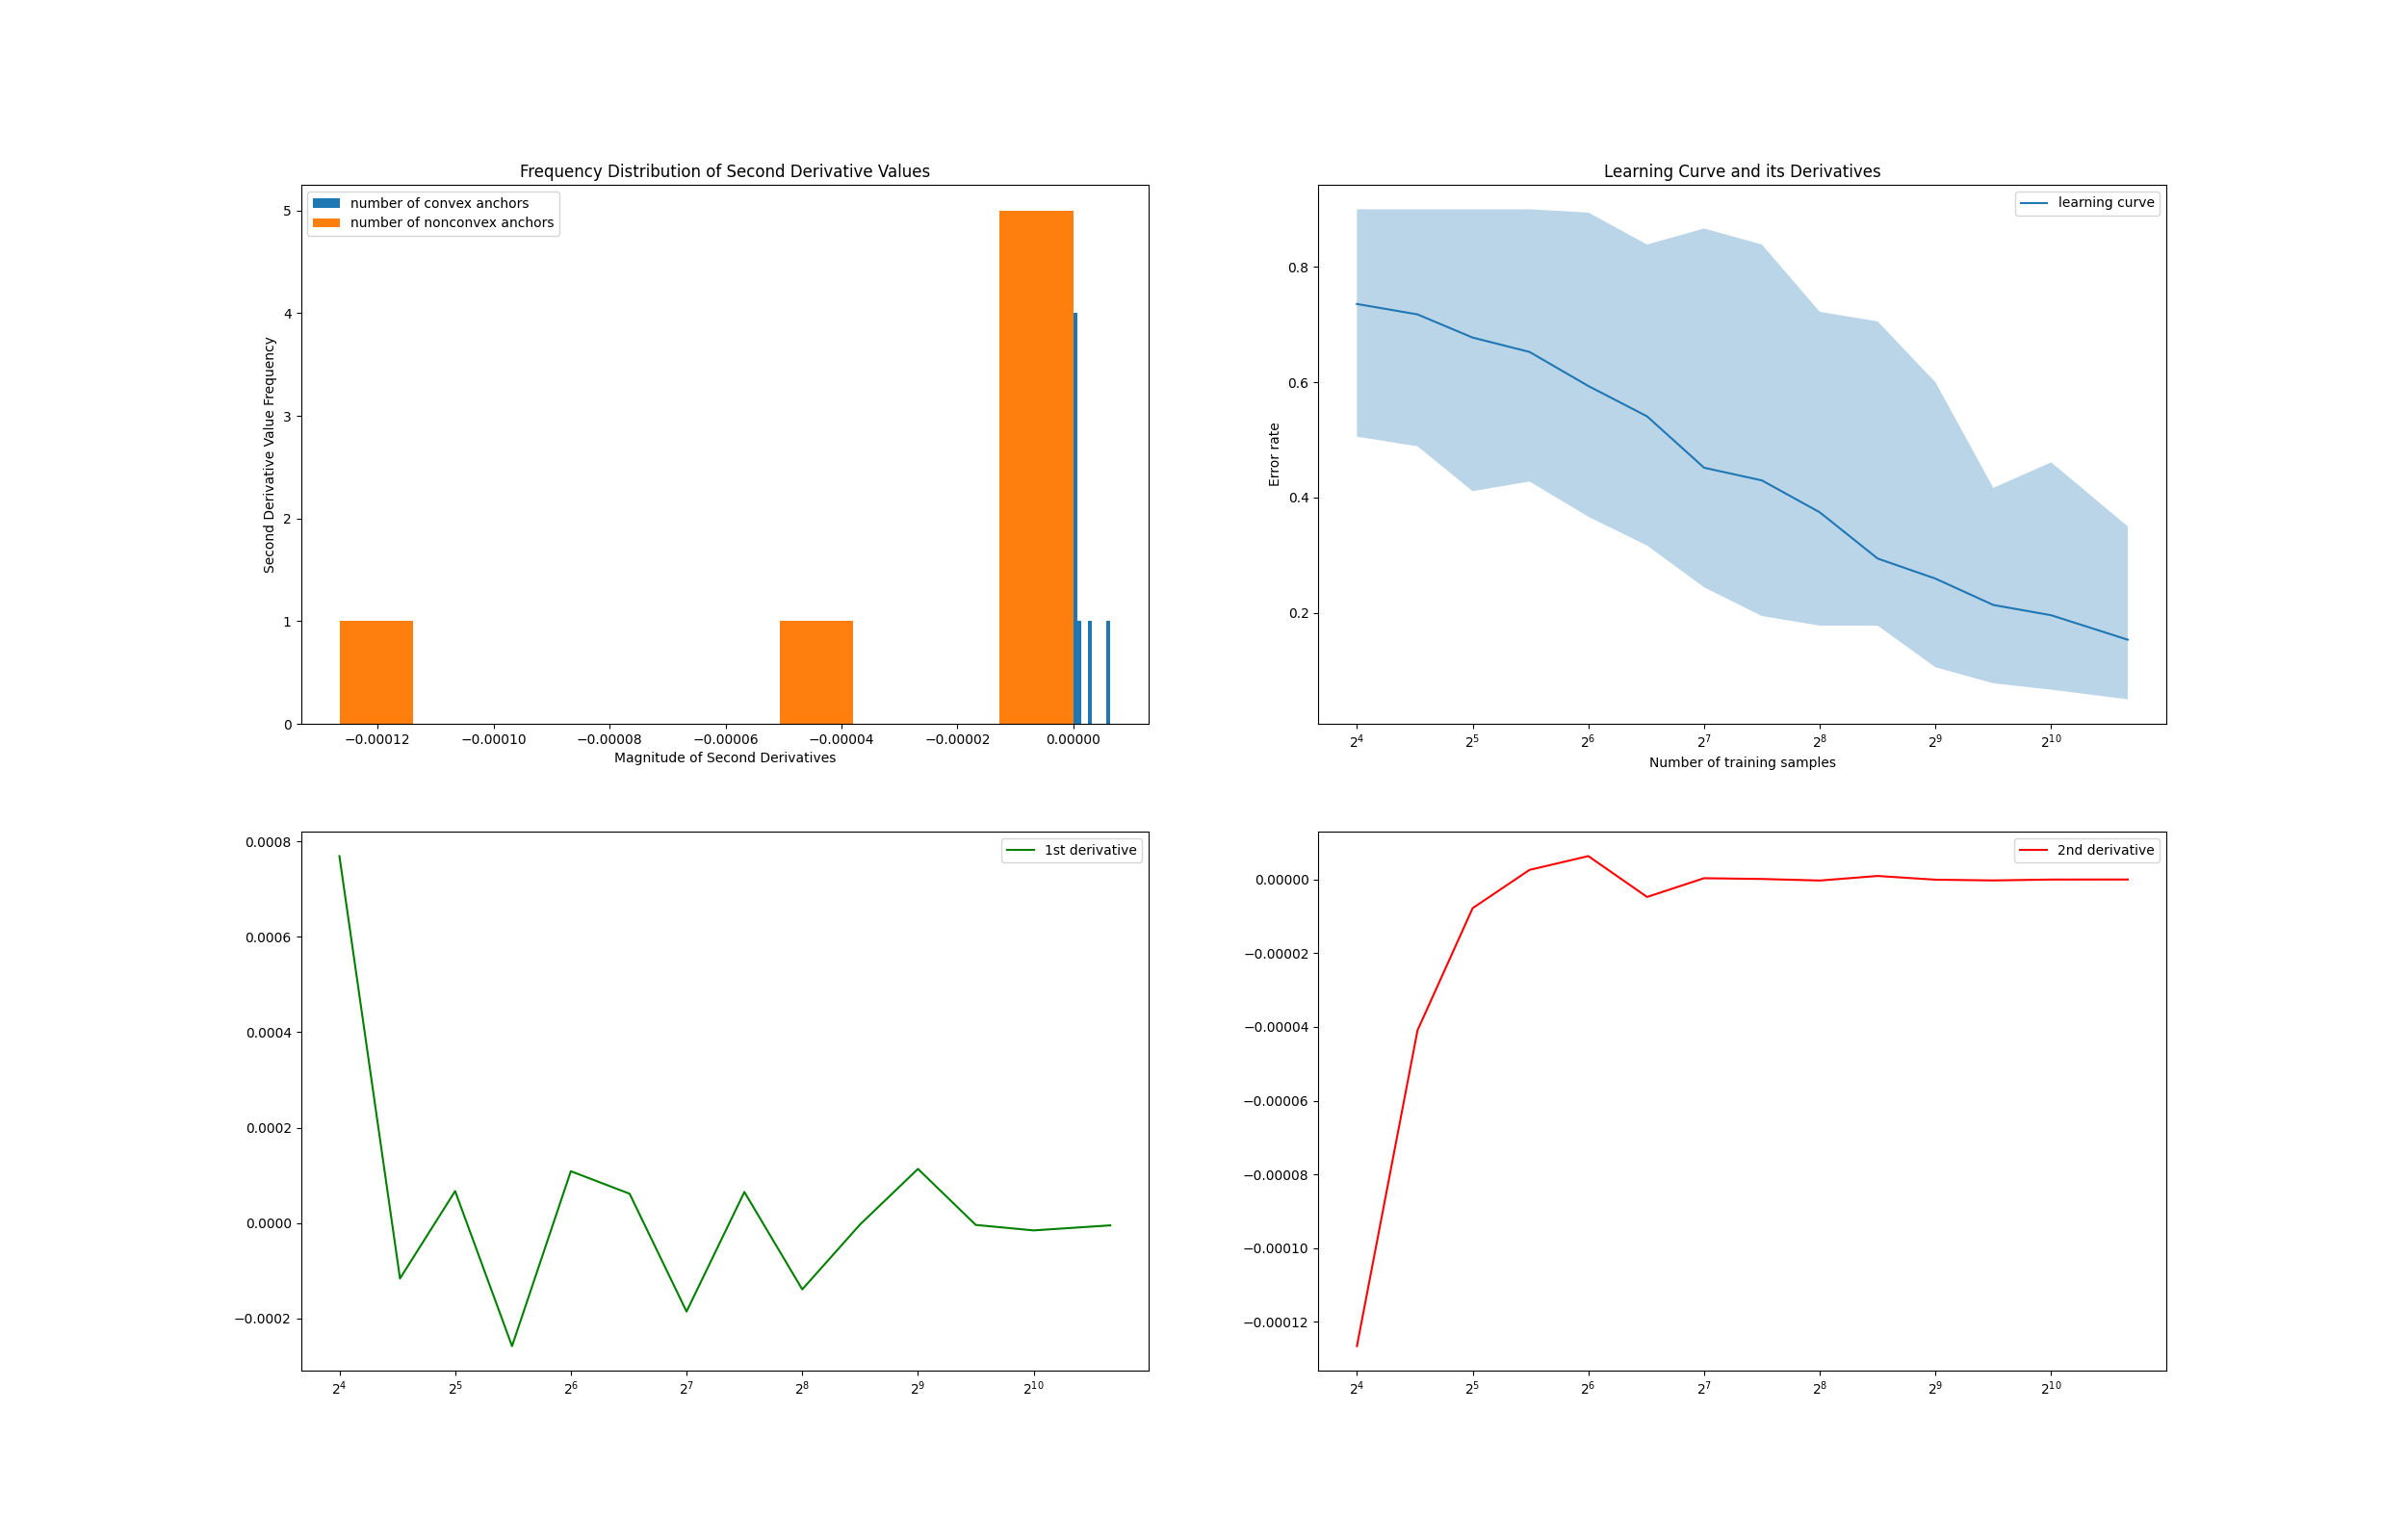 Frequency Distribution of Second Derivative Values
number of convex anchors
number of nonconvex anchors
5
4
3
2
1
0
Second Derivative Value Frequency
−0.00012 −0.00010 −0.00008 −0.00006 −0.00004 −0.00002 0.00000
Magnitude of Second Derivatives
Learning Curve and its Derivatives
learning curve
0.8
0.6
0.4
0.2
Error rate
2^4 2^5 2^6 2^7 2^8 2^9 2^10
Number of training samples
1st derivative
0.0008
0.0006
0.0004
0.0002
0.0000
−0.0002
2^4 2^5 2^6 2^7 2^8 2^9 2^10
2nd derivative
0.00000
−0.00002
−0.00004
−0.00006
−0.00008
−0.00010
−0.00012
2^4 2^5 2^6 2^7 2^8 2^9 2^10